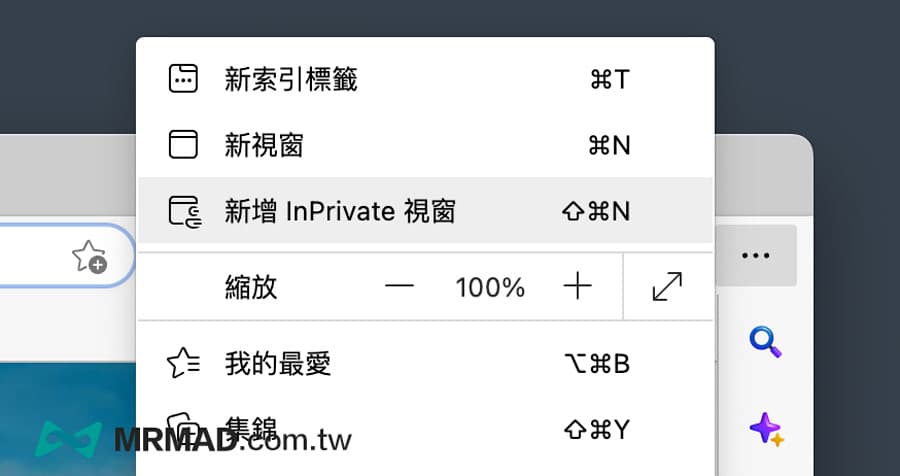 新索引標籤 ⌘T
新視窗 ⌘N
新增 InPrivate 視窗 ⇧⌘N
縮放 — 100% +
我的最愛 ⌥⌘B
集錦 ⇧⌘Y
MRMAD.com.tw